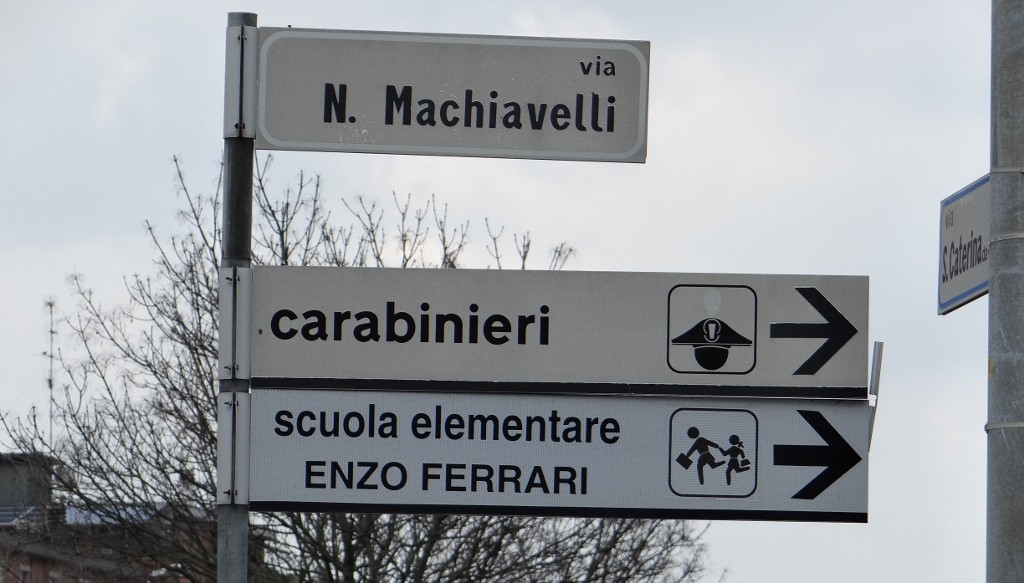 via
N. Machiavelli
carabinieri
scuola elementare
ENZO FERRARI
via
S. Caterina